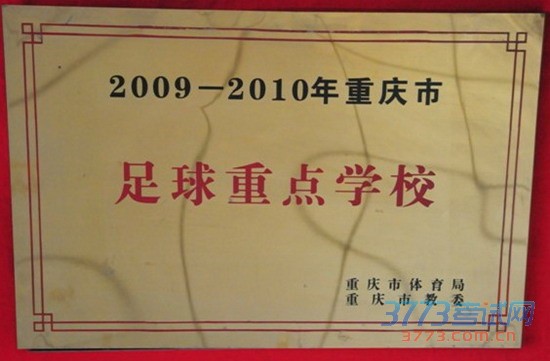 2009—2010年重庆市
足球重点学校
重庆市体育局
重庆市教委
3773考试网
3773.com.cn